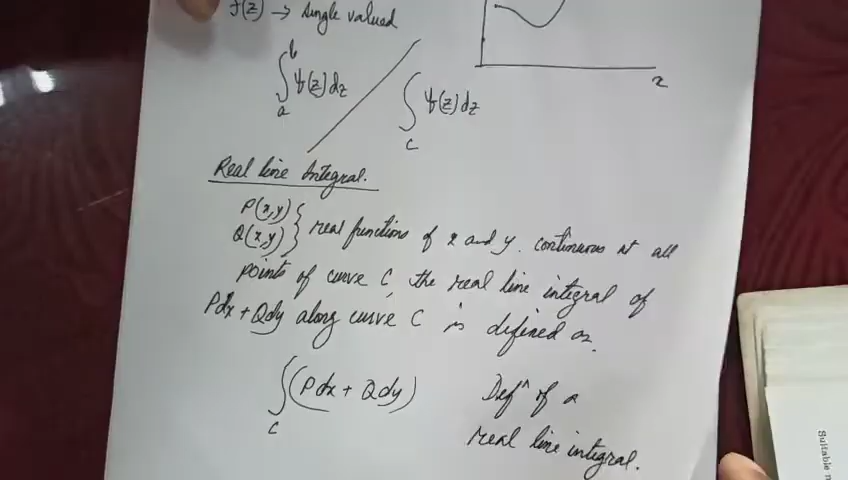 f(z) → single valued
x
∫_a^b f(z) dz
∫_C f(z) dz
Real line Integral.
P(x,y)
Q(x,y) } real functions of x and y. continuous at all
points of curve C, the real line integral of
Pdx + Qdy along curve C is defined as.
∫_C (Pdx + Qdy) Defⁿ of a
real line integral.
Suitable